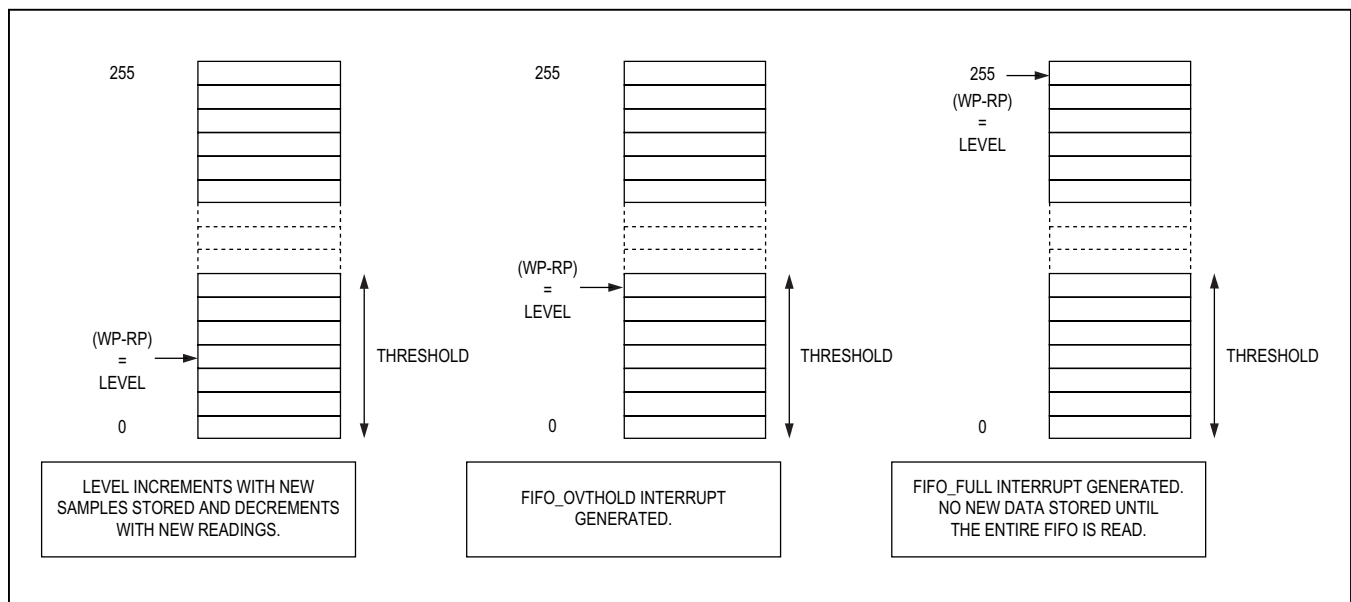 255
(WP-RP)
=
LEVEL
0
THRESHOLD
LEVEL INCREMENTS WITH NEW
SAMPLES STORED AND DECREMENTS
WITH NEW READINGS.
255
(WP-RP)
=
LEVEL
0
THRESHOLD
FIFO_OVTHOLD INTERRUPT
GENERATED.
255
(WP-RP)
=
LEVEL
0
THRESHOLD
FIFO_FULL INTERRUPT GENERATED.
NO NEW DATA STORED UNTIL
THE ENTIRE FIFO IS READ.